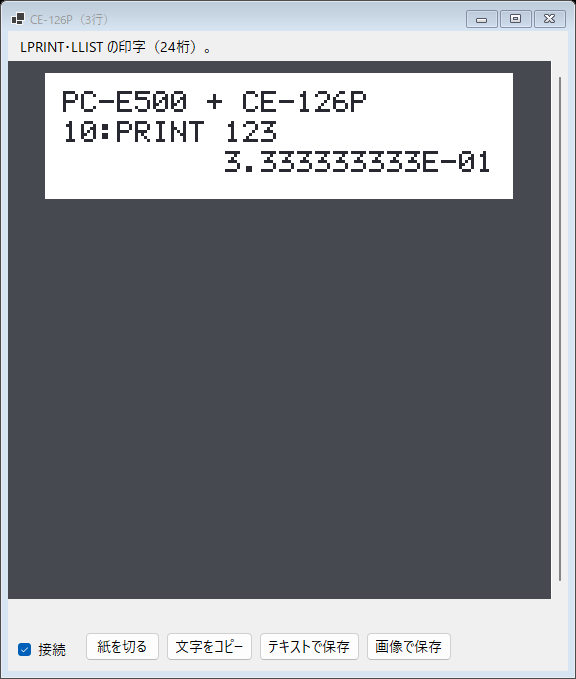 CE-126P（3行）
LPRINT･LLIST の印字（24桁）。
PC-E500 + CE-126P
10:PRINT 123
3.333333333E-01
接続
紙を切る
文字をコピー
テキストで保存
画像で保存